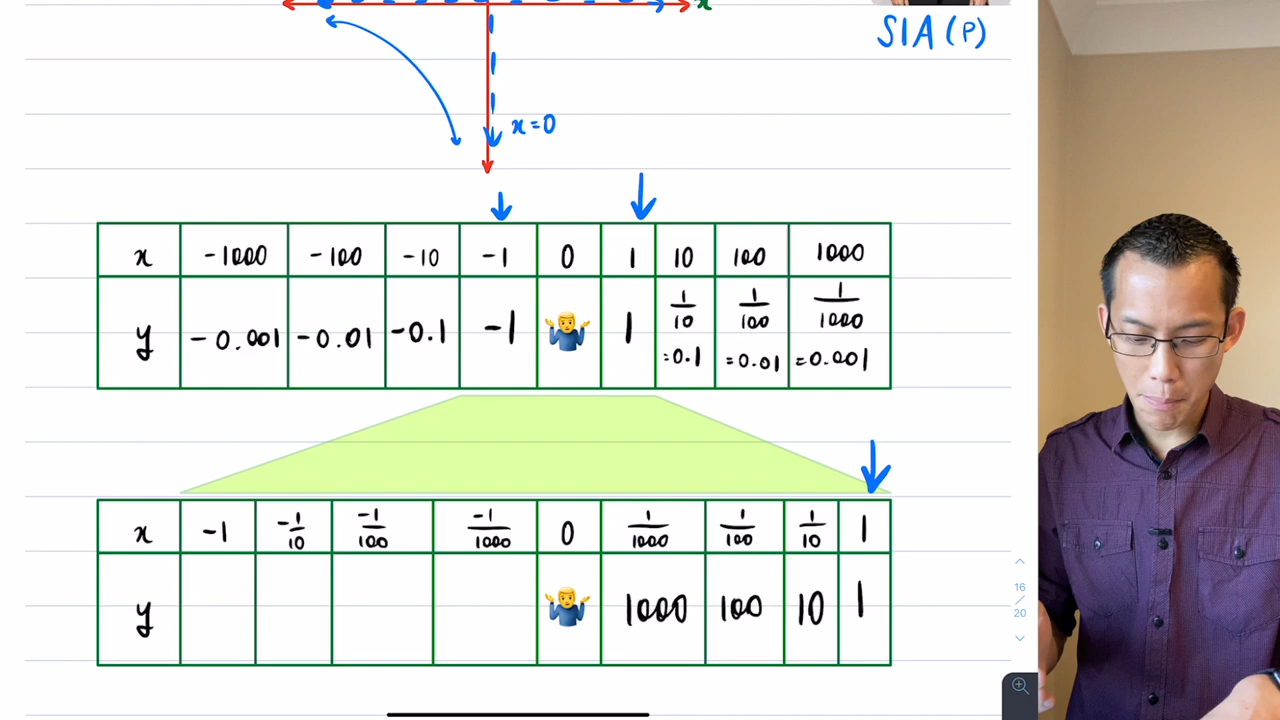 x
SIA (P)
x=0
x -1000 -100 -10 -1 0 1 10 100 1000
y -0.001 -0.01 -0.1 -1 🤷‍♂️ 1 1/10 =0.1 1/100 =0.01 1/1000 =0.001
x -1 -1/10 -1/100 -1/1000 0 1/1000 1/100 1/10 1
y 🤷‍♂️ 1000 100 10 1
16
/
20